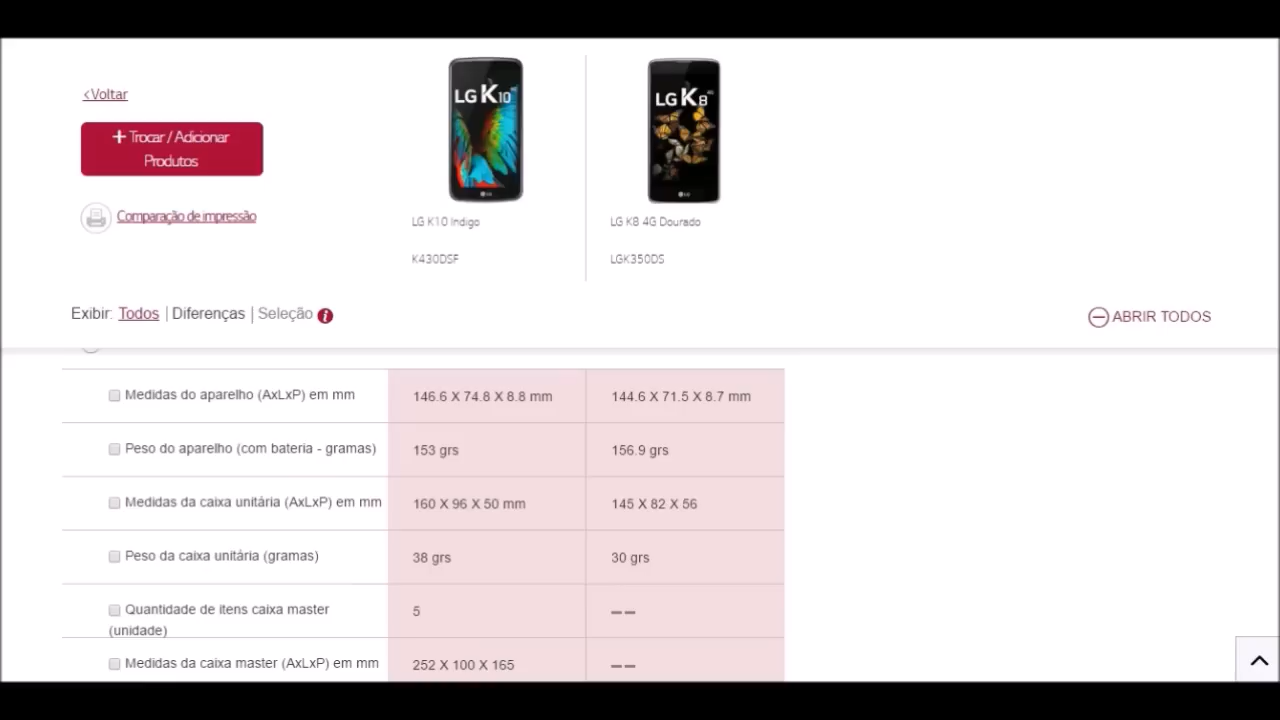 <Voltar
+ Trocar / Adicionar
Produtos
Comparação de impressão
LG K10
LG K8 4G
LG
LG
LG K10 Indigo
LG K8 4G Dourado
K430DSF
LGK350DS
Exibir: Todos | Diferenças | Seleção i
ABRIR TODOS
Medidas do aparelho (AxLxP) em mm 146.6 X 74.8 X 8.8 mm 144.6 X 71.5 X 8.7 mm
Peso do aparelho (com bateria - gramas) 153 grs 156.9 grs
Medidas da caixa unitária (AxLxP) em mm 160 X 96 X 50 mm 145 X 82 X 56
Peso da caixa unitária (gramas) 38 grs 30 grs
Quantidade de itens caixa master 5 --
(unidade)
Medidas da caixa master (AxLxP) em mm 252 X 100 X 165 --